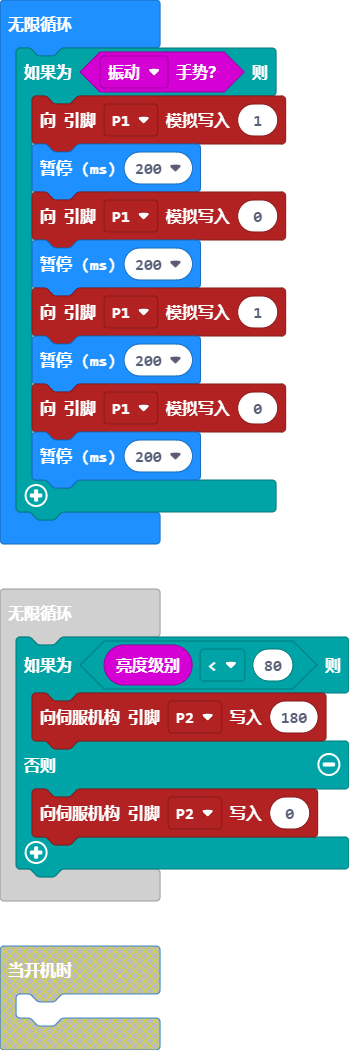 无限循环
如果为 振动 手势? 则
向 引脚 P1 模拟写入 1
暂停 (ms) 200
向 引脚 P1 模拟写入 0
暂停 (ms) 200
向 引脚 P1 模拟写入 1
暂停 (ms) 200
向 引脚 P1 模拟写入 0
暂停 (ms) 200
无限循环
如果为 亮度级别 < 80 则
向伺服机构 引脚 P2 写入 180
否则
向伺服机构 引脚 P2 写入 0
当开机时